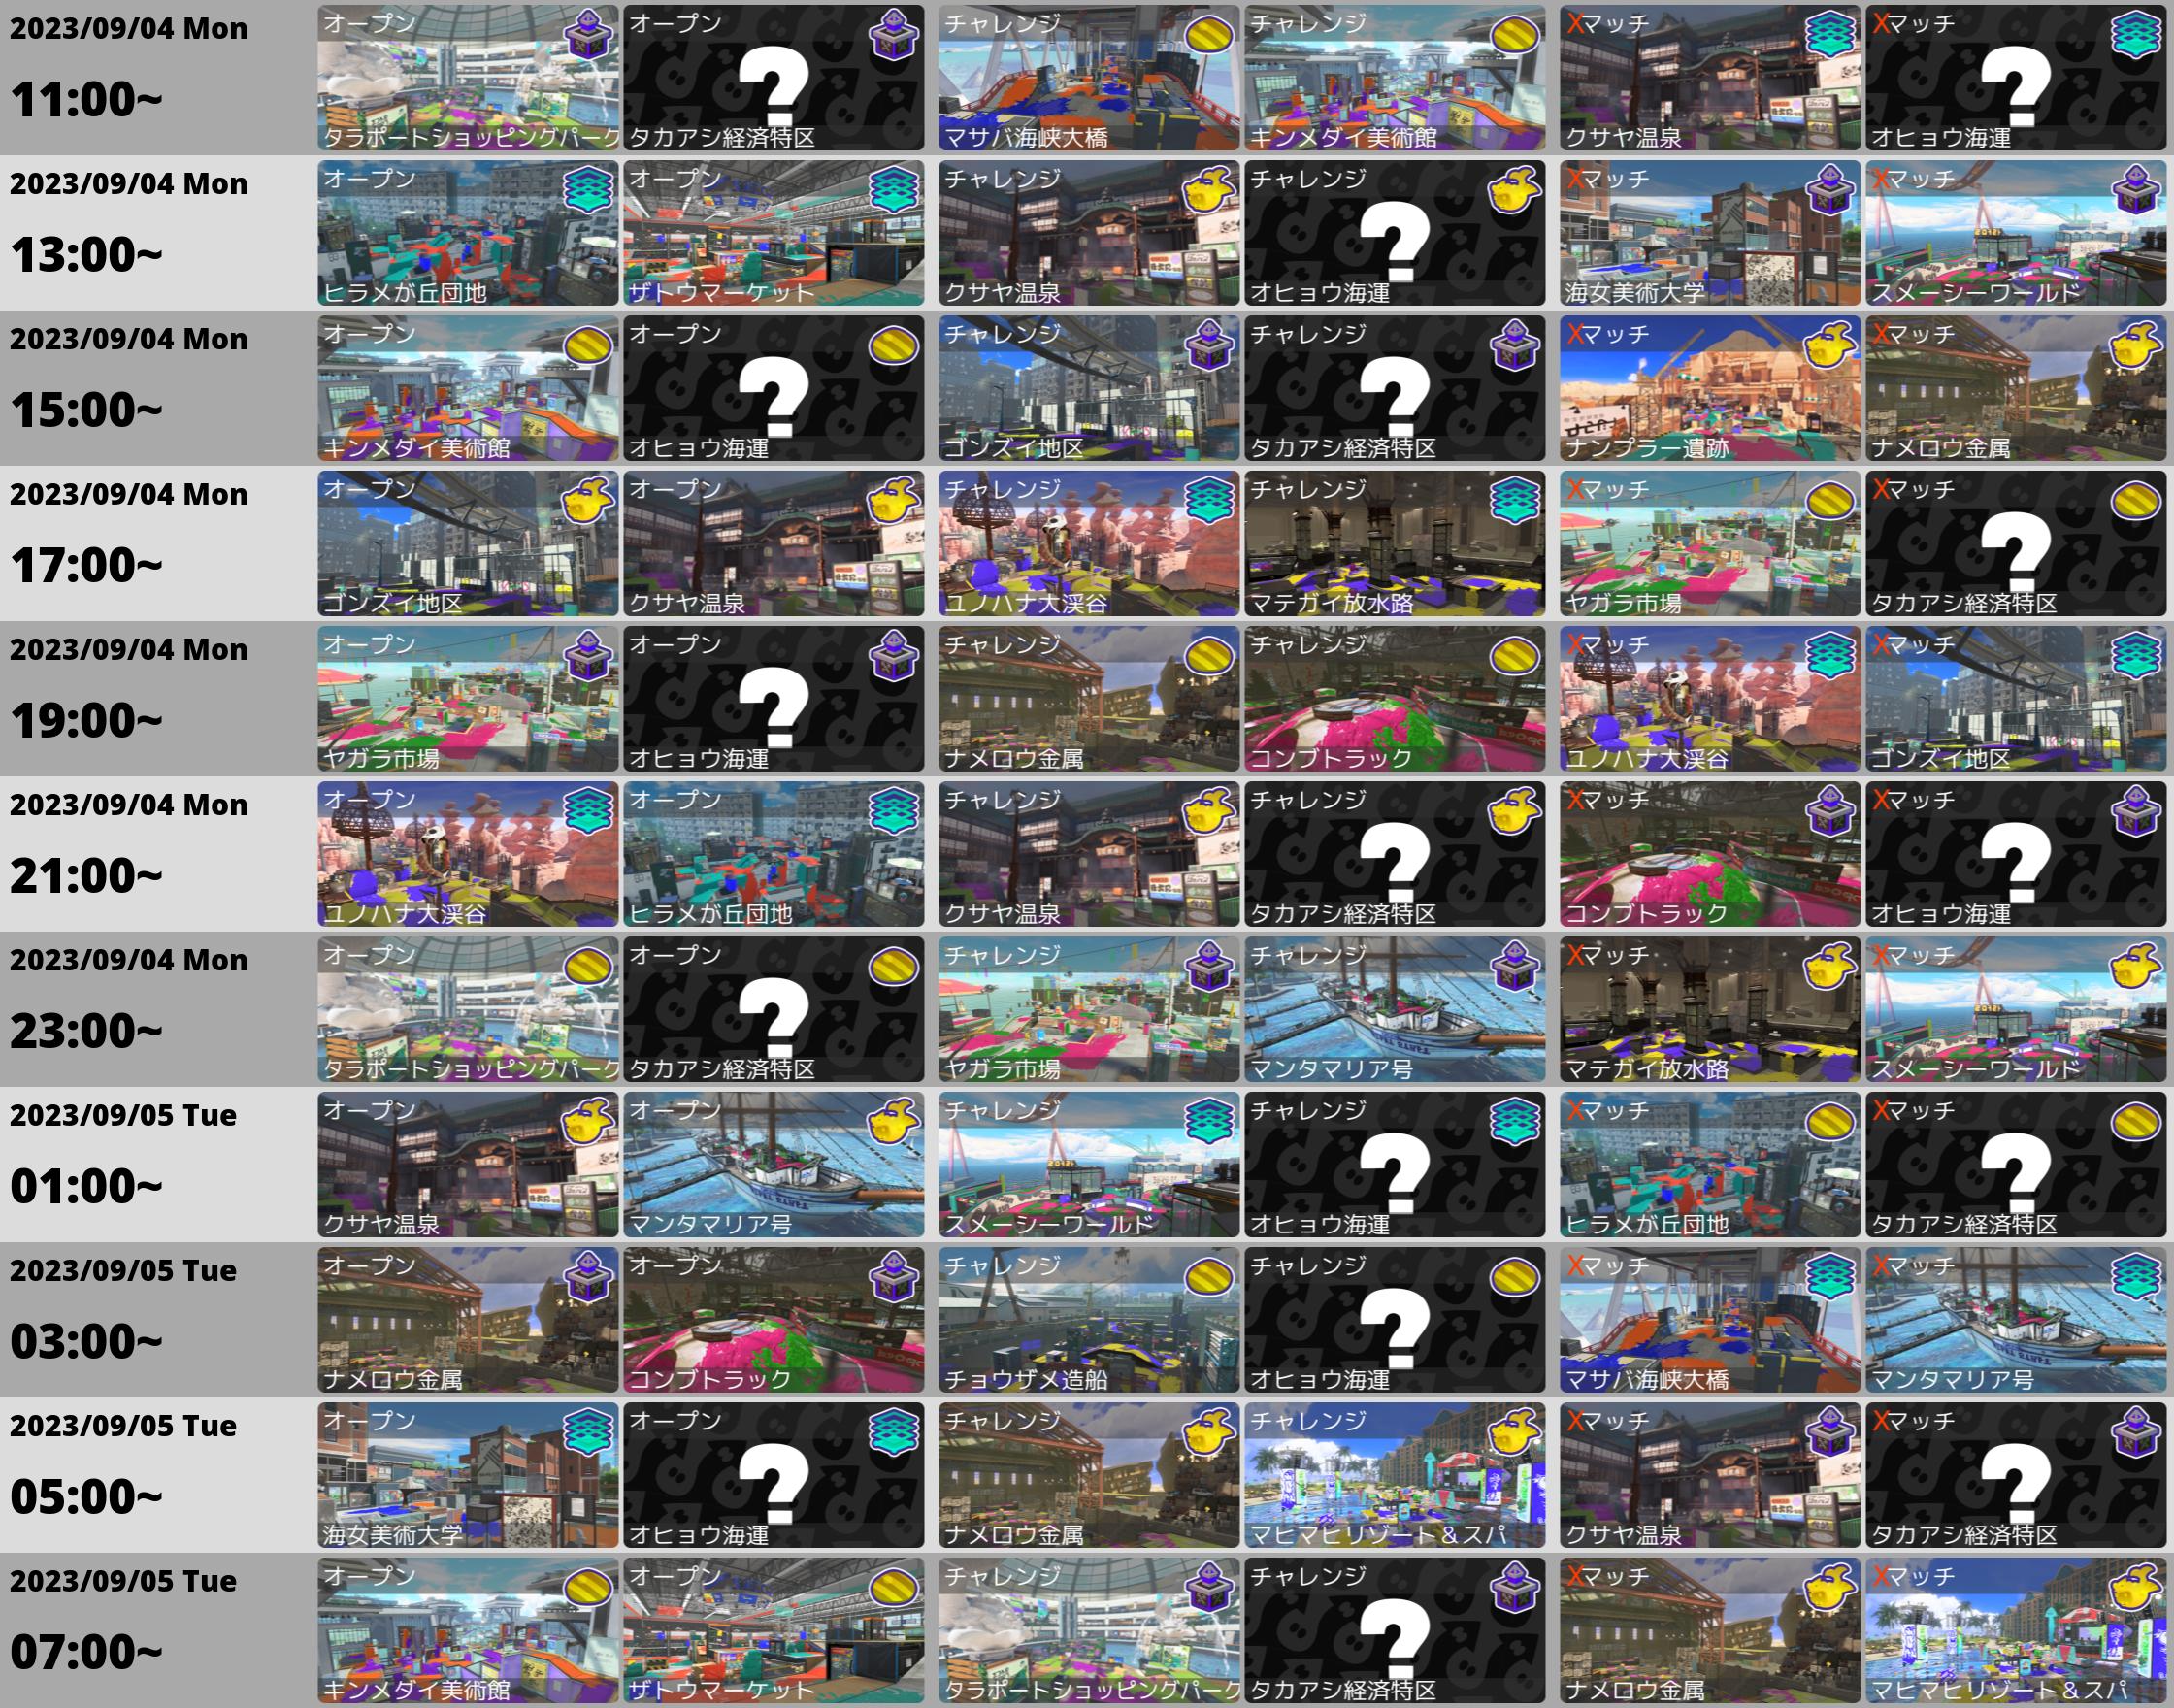 2023/09/04 Mon
11:00~
オープン
タラポートショッピングパーク
オープン
タカアシ経済特区
チャレンジ
マサバ海峡大橋
チャレンジ
キンメダイ美術館
Xマッチ
クサヤ温泉
Xマッチ
オヒョウ海運
2023/09/04 Mon
13:00~
オープン
ヒラメが丘団地
オープン
ザトウマーケット
チャレンジ
クサヤ温泉
チャレンジ
オヒョウ海運
Xマッチ
海女美術大学
Xマッチ
スメーシーワールド
2023/09/04 Mon
15:00~
オープン
キンメダイ美術館
オープン
オヒョウ海運
チャレンジ
ゴンズイ地区
チャレンジ
タカアシ経済特区
Xマッチ
ナンプラー遺跡
Xマッチ
ナメロウ金属
2023/09/04 Mon
17:00~
オープン
ゴンズイ地区
オープン
クサヤ温泉
チャレンジ
ユノハナ大渓谷
チャレンジ
マテガイ放水路
Xマッチ
ヤガラ市場
Xマッチ
タカアシ経済特区
2023/09/04 Mon
19:00~
オープン
ヤガラ市場
オープン
オヒョウ海運
チャレンジ
ナメロウ金属
チャレンジ
コンブトラック
Xマッチ
ユノハナ大渓谷
Xマッチ
ゴンズイ地区
2023/09/04 Mon
21:00~
オープン
ユノハナ大渓谷
オープン
ヒラメが丘団地
チャレンジ
クサヤ温泉
チャレンジ
タカアシ経済特区
Xマッチ
コンブトラック
Xマッチ
オヒョウ海運
2023/09/04 Mon
23:00~
オープン
タラポートショッピングパーク
オープン
タカアシ経済特区
チャレンジ
ヤガラ市場
チャレンジ
マンタマリア号
Xマッチ
マテガイ放水路
Xマッチ
スメーシーワールド
2023/09/05 Tue
01:00~
オープン
クサヤ温泉
オープン
マンタマリア号
チャレンジ
スメーシーワールド
チャレンジ
オヒョウ海運
Xマッチ
ヒラメが丘団地
Xマッチ
タカアシ経済特区
2023/09/05 Tue
03:00~
オープン
ナメロウ金属
オープン
コンブトラック
チャレンジ
チョウザメ造船
チャレンジ
オヒョウ海運
Xマッチ
マサバ海峡大橋
Xマッチ
マンタマリア号
2023/09/05 Tue
05:00~
オープン
海女美術大学
オープン
オヒョウ海運
チャレンジ
ナメロウ金属
チャレンジ
マヒマヒリゾート&スパ
Xマッチ
クサヤ温泉
Xマッチ
タカアシ経済特区
2023/09/05 Tue
07:00~
オープン
キンメダイ美術館
オープン
ザトウマーケット
チャレンジ
タラポートショッピングパーク
チャレンジ
タカアシ経済特区
Xマッチ
ナメロウ金属
Xマッチ
マヒマヒリゾート&スパ